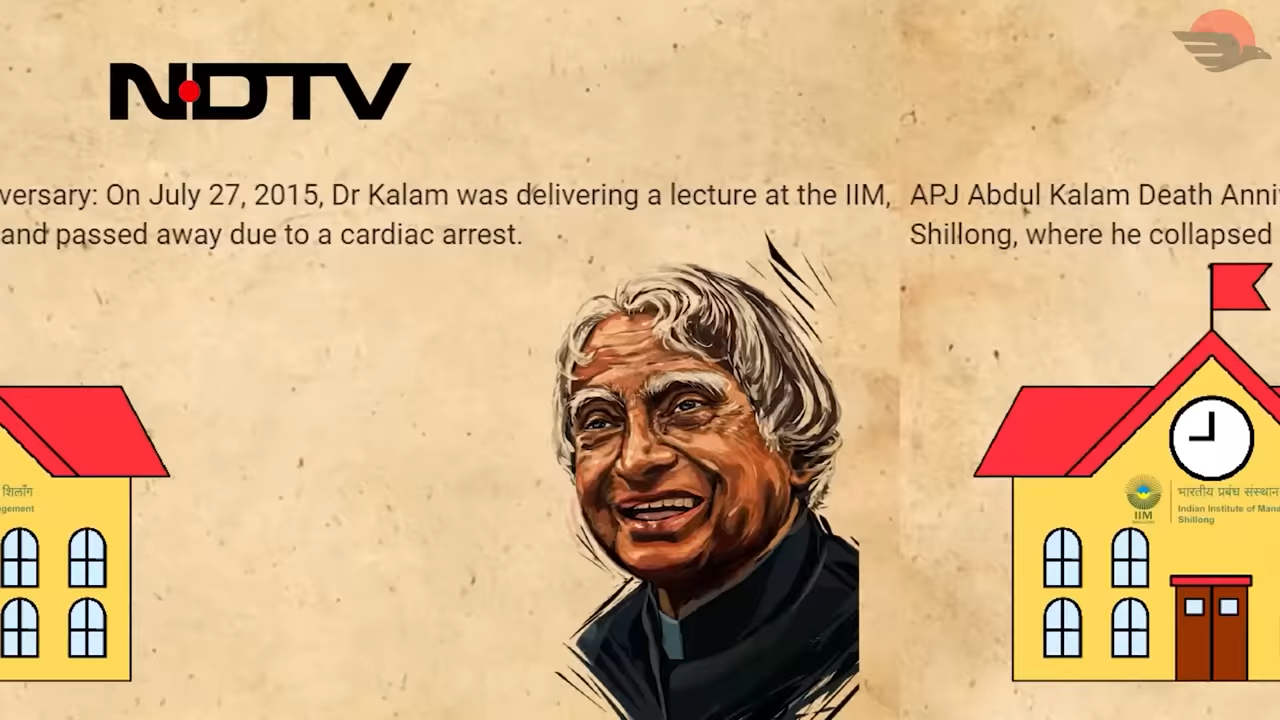 NDTV
versary: On July 27, 2015, Dr Kalam was delivering a lecture at the IIM,
and passed away due to a cardiac arrest.
APJ Abdul Kalam Death Anni
Shillong, where he collapsed
शिलाँग
gement
IIM
भारतीय प्रबंध संस्थान
Indian Institute of Mana
Shillong